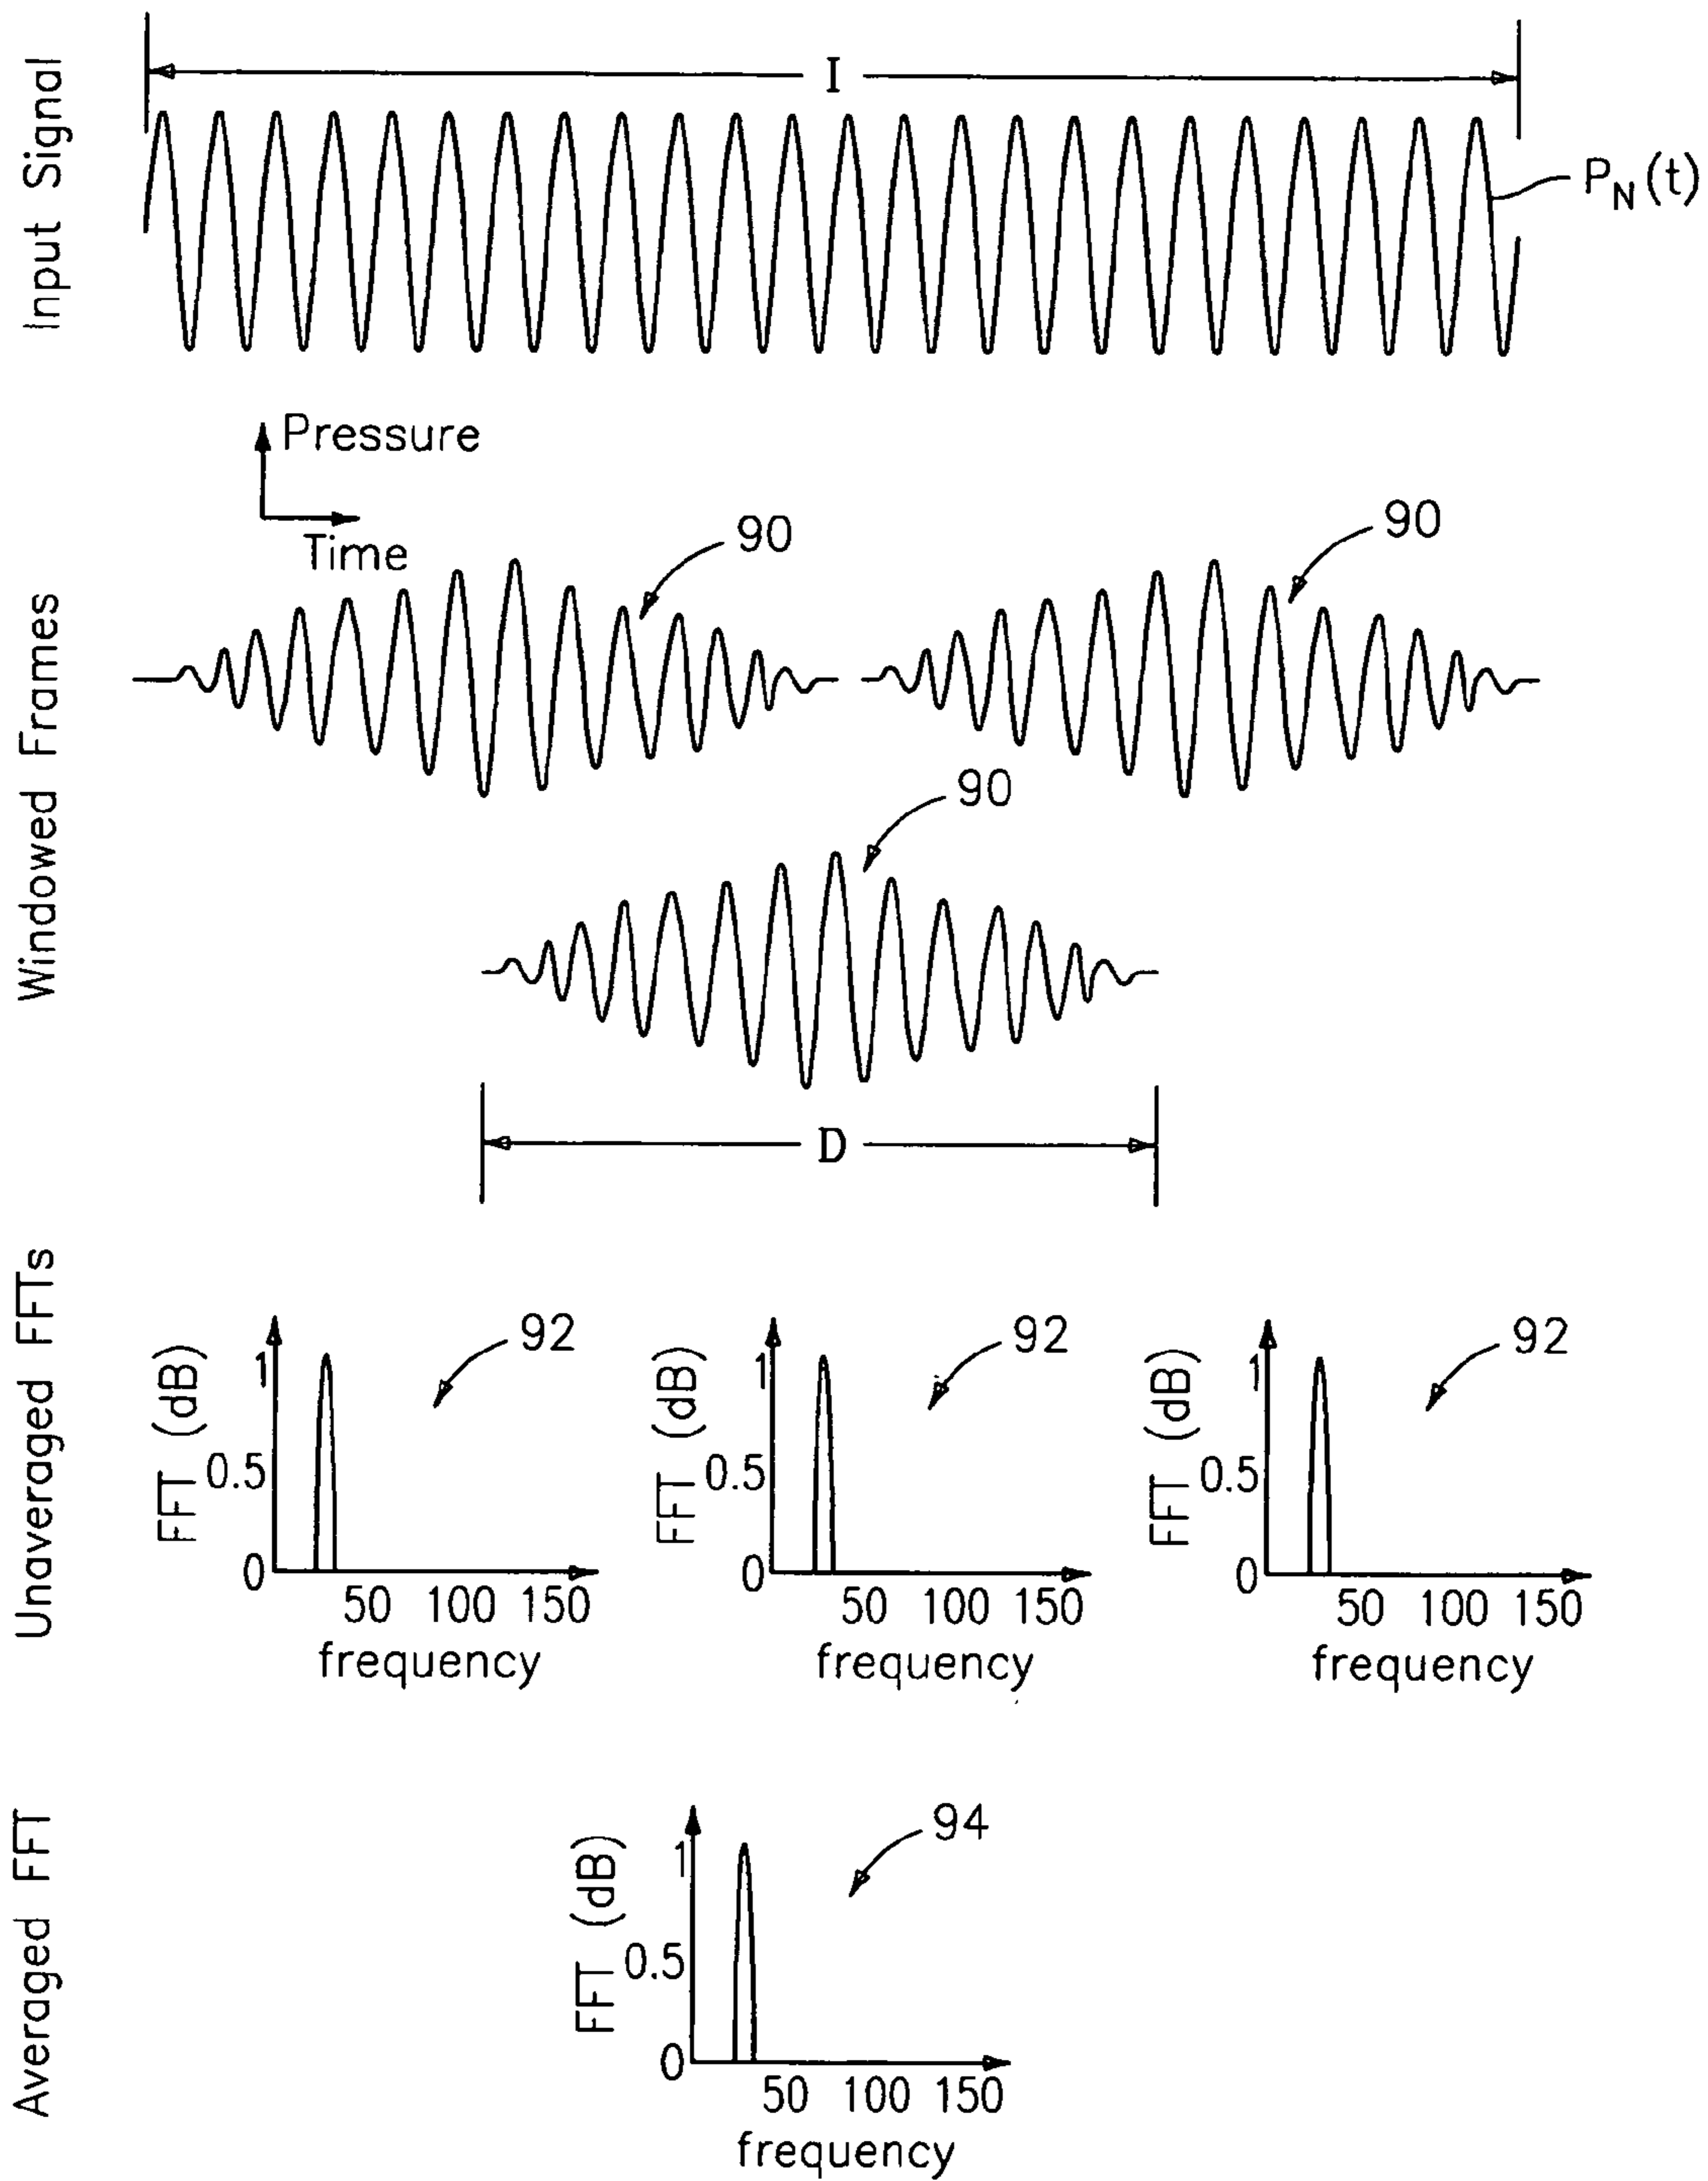 Input Signal
I
P_N(t)
Pressure
Time
Windowed Frames
90
90
90
D
Unaveraged FFTs
92
92
92
FFT (dB)
1
0.5
0
50 100 150
frequency
FFT (dB)
1
0.5
0
50 100 150
frequency
FFT (dB)
1
0.5
0
50 100 150
frequency
Averaged FFT
94
FFT (dB)
1
0.5
0
50 100 150
frequency